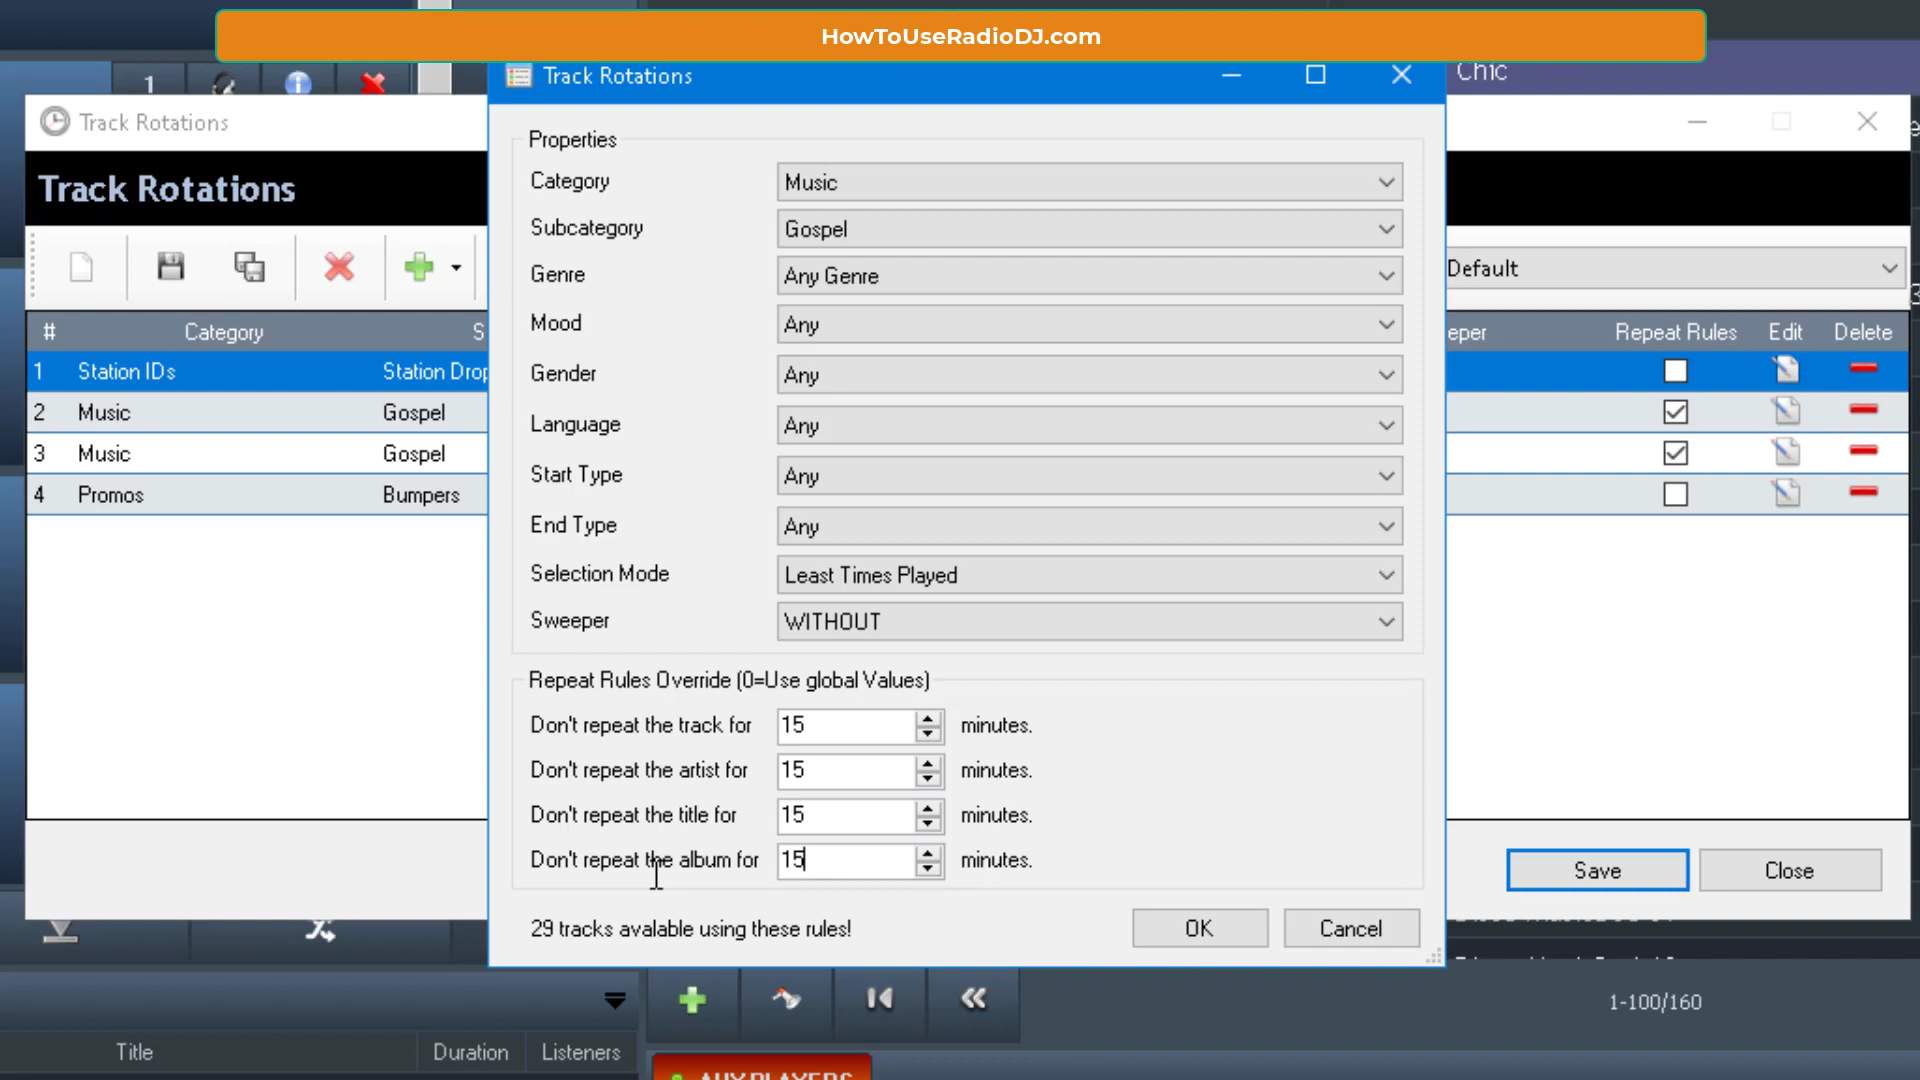 HowToUseRadioDJ.com
Chic
1
Track Rotations
Track Rotations
Track Rotations
Default
# Category S eper Repeat Rules Edit Delete
1 Station IDs Station Drop
2 Music Gospel
3 Music Gospel
4 Promos Bumpers
Properties
Category Music
Subcategory Gospel
Genre Any Genre
Mood Any
Gender Any
Language Any
Start Type Any
End Type Any
Selection Mode Least Times Played
Sweeper WITHOUT
Repeat Rules Override (0=Use global Values)
Don't repeat the track for 15 minutes.
Don't repeat the artist for 15 minutes.
Don't repeat the title for 15 minutes.
Don't repeat the album for 15 minutes.
29 tracks avalable using these rules!
OK Cancel
Save Close
1-100/160
Title Duration Listeners
AUX PLAYERS